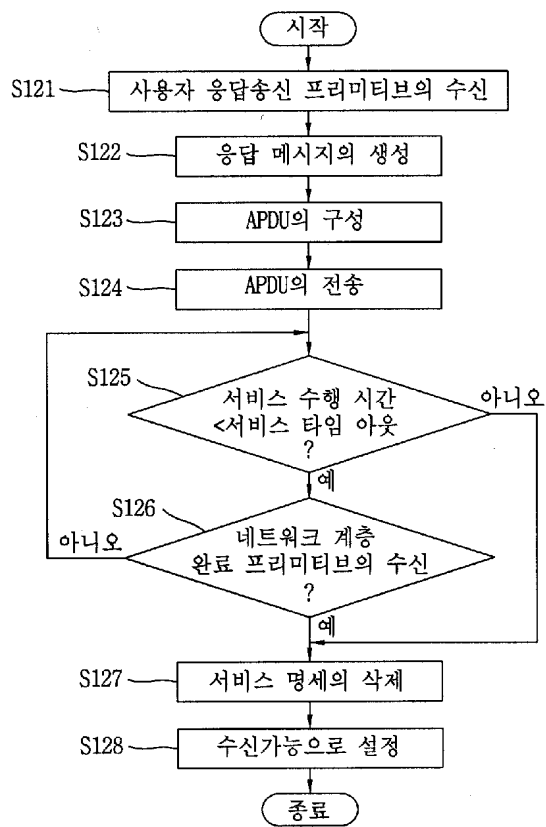 시작
S121
사용자 응답송신 프리미티브의 수신
S122
응답 메시지의 생성
S123
APDU의 구성
S124
APDU의 전송
S125
서비스 수행 시간
<서비스 타임 아웃
?
아니오
예
S126
네트워크 계층
완료 프리미티브의 수신
?
아니오
예
S127
서비스 명세의 삭제
S128
수신가능으로 설정
종료